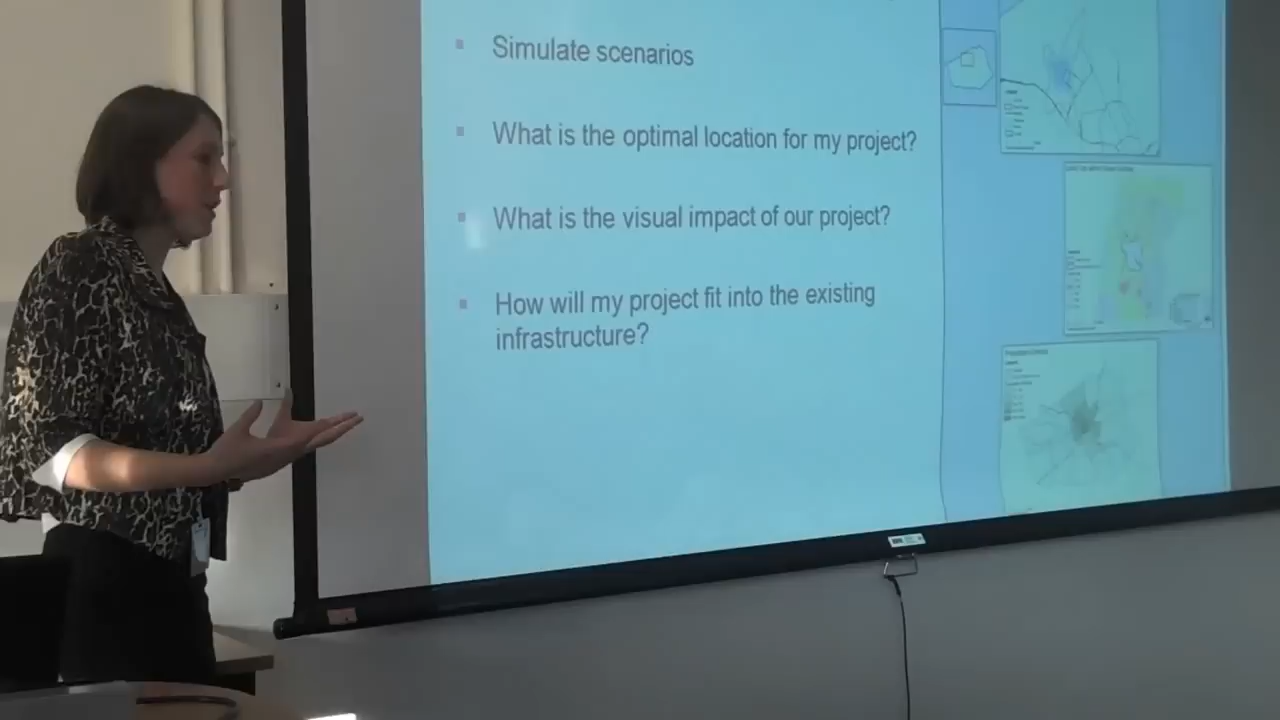 Simulate scenarios
What is the optimal location for my project?
What is the visual impact of our project?
How will my project fit into the existing
infrastructure?